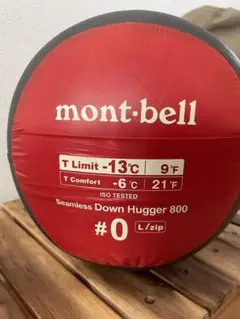 mont-bell
T Limit -13℃ 9°F
T Comfort -6℃ 21°F
ISO TESTED
Seamless Down Hugger 800
#0 L/zip